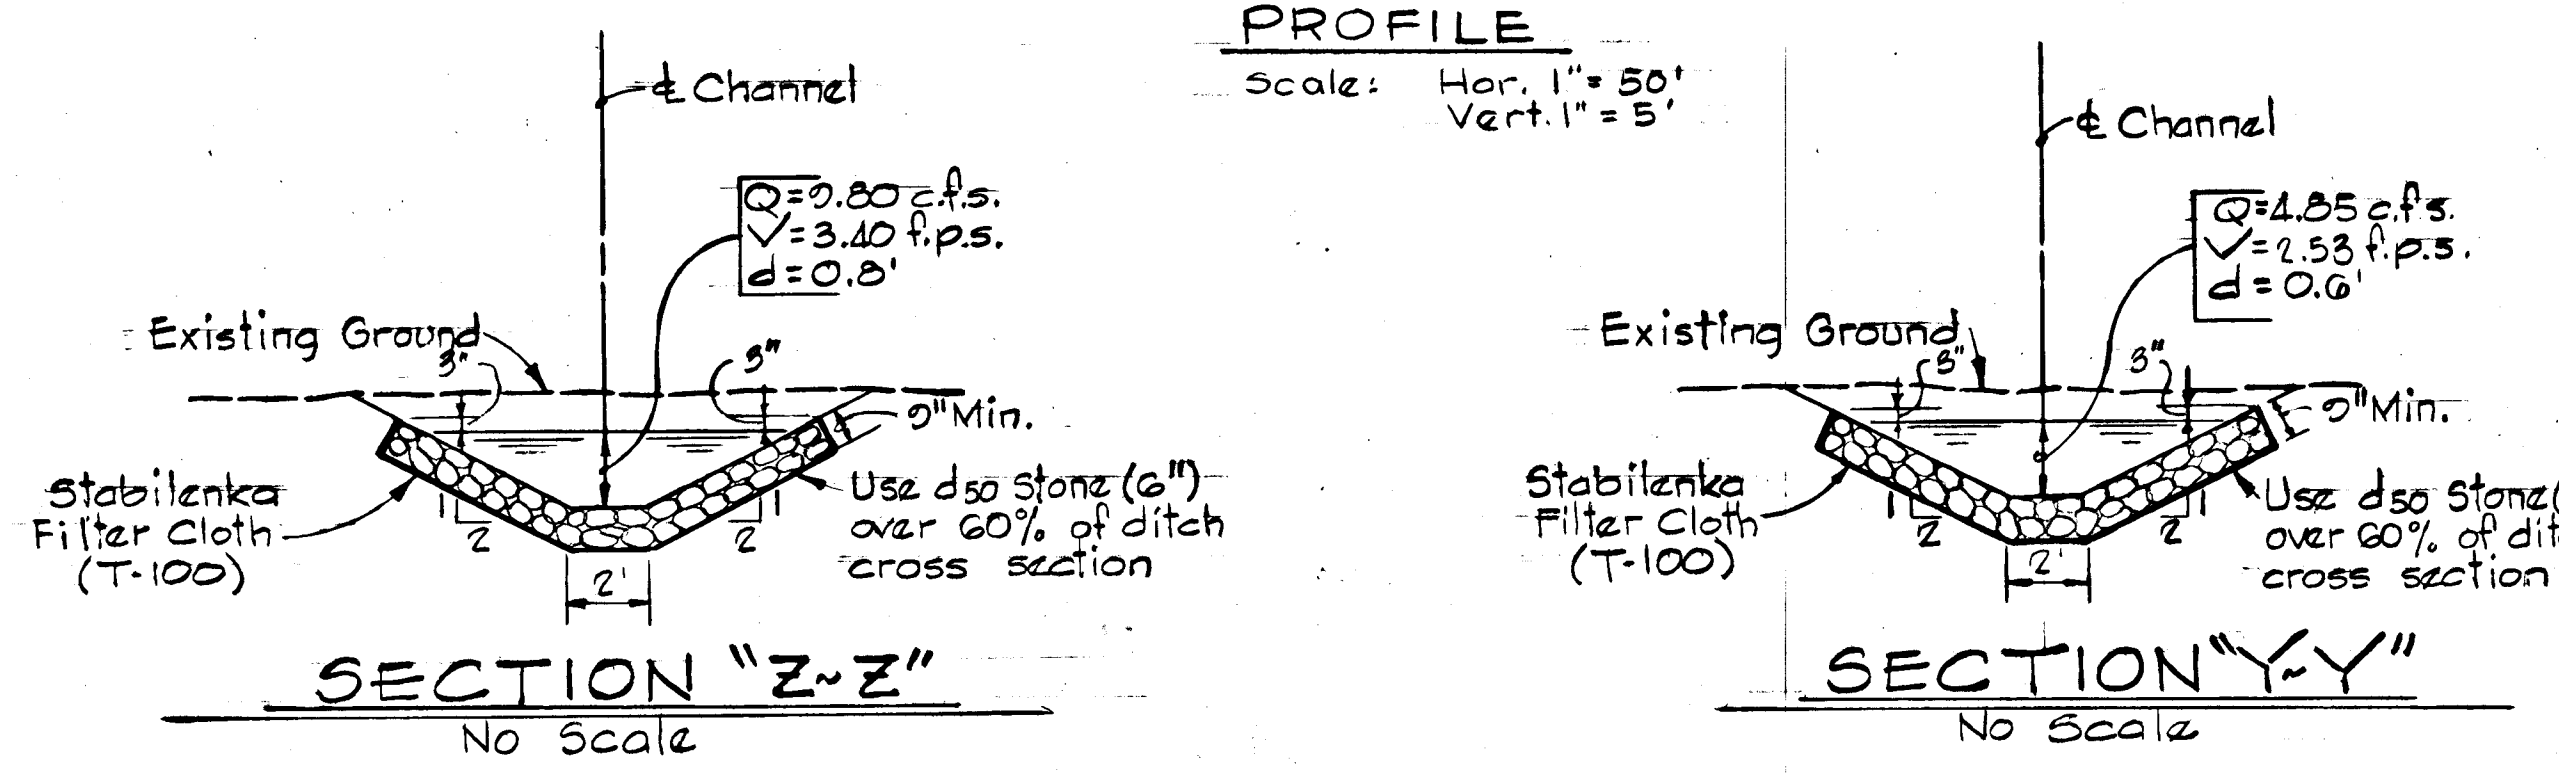 PROFILE
Scale: Hor. 1" = 50'
Vert. 1" = 5'
℄ Channel
Q=9.80 c.f.s.
V=3.40 f.p.s.
d=0.8'
Existing Ground
3"
3"
9" Min.
Stabilenka
Filter Cloth
(T-100)
Use d50 Stone (6")
over 60% of ditch
cross section
1
2
1
2
2'
SECTION "Z~Z"
No Scale
℄ Channel
Q=4.85 c.f.s.
V=2.53 f.p.s.
d=0.6'
Existing Ground
3"
3"
9" Min.
Stabilenka
Filter Cloth
(T-100)
Use d50 Stone(
over 60% of dit
cross section
1
2
1
2
2'
SECTION "Y~Y"
No Scale